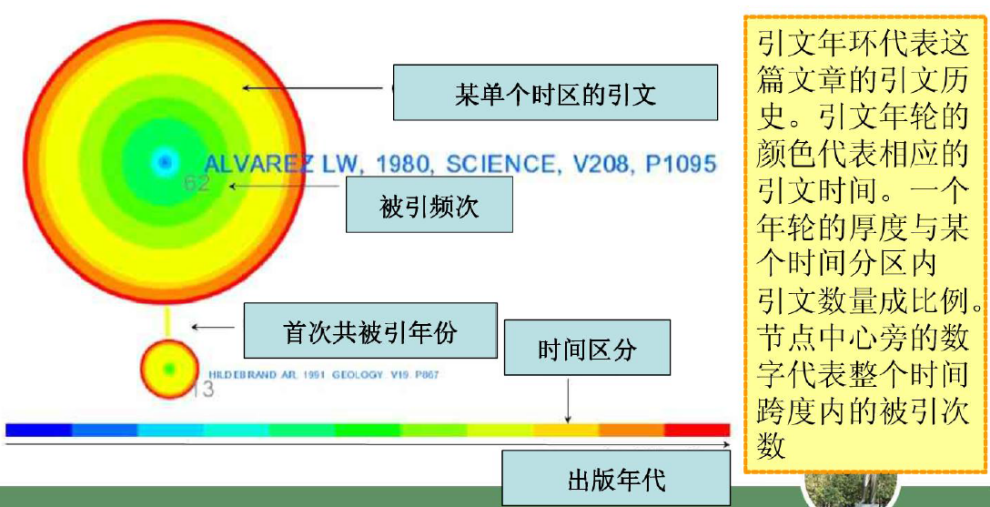 某单个时区的引文
ALVAREZ LW, 1980, SCIENCE, V208, P1095
62
被引频次
首次共被引年份
时间区分
HILDEBRAND AR, 1991, GEOLOGY, V19, P867
13
出版年代
引文年环代表这
篇文章的引文历
史。引文年轮的
颜色代表相应的
引文时间。一个
年轮的厚度与某
个时间分区内
引文数量成比例。
节点中心旁的数
字代表整个时间
跨度内的被引次
数